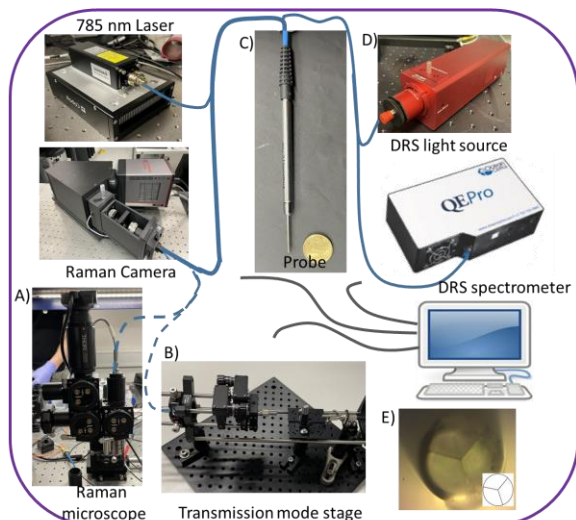 785 nm Laser
C)
D)
DRS light source
QEPro
Raman Camera
Probe
DRS spectrometer
A)
B)
E)
Raman
microscope
Transmission mode stage